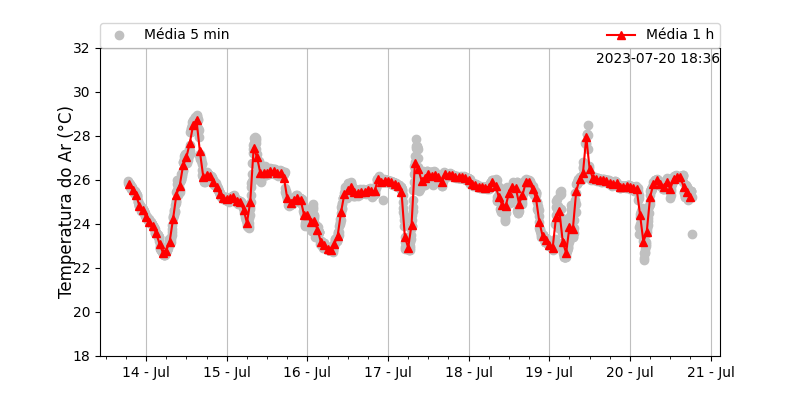 Média 5 min
Média 1 h
2023-07-20 18:36
Temperatura do Ar (°C)
32
30
28
26
24
22
20
18
14 - Jul
15 - Jul
16 - Jul
17 - Jul
18 - Jul
19 - Jul
20 - Jul
21 - Jul